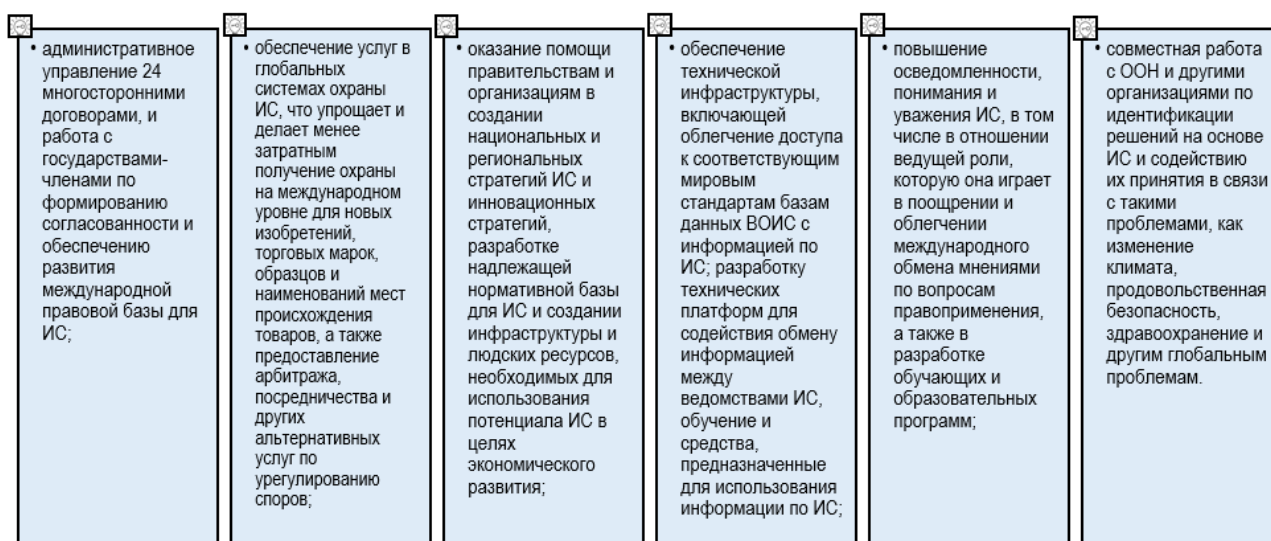 • административное
управление 24
многосторонними
договорами, и
работа с
государствами-
членами по
формированию
согласованности и
обеспечению
развития
международной
правовой базы для
ИС;
• обеспечение услуг в
глобальных
системах охраны
ИС, что упрощает и
делает менее
затратным
получение охраны
на международном
уровне для новых
изобретений,
торговых марок,
образцов и
наименований мест
происхождения
товаров, а также
предоставление
арбитража,
посредничества и
других
альтернативных
услуг по
урегулированию
споров;
• оказание помощи
правительствам и
организациям в
создании
национальных и
региональных
стратегий ИС и
инновационных
стратегий,
разработке
надлежащей
нормативной базы
для ИС и создании
инфраструктуры и
людских ресурсов,
необходимых для
использования
потенциала ИС в
целях
экономического
развития;
• обеспечение
технической
инфраструктуры,
включающей
облегчение доступа
к соответствующим
мировым
стандартам базам
данных ВОИС с
информацией по
ИС; разработку
технических
платформ для
содействия обмену
информацией
между
ведомствами ИС,
обучение и
средства,
предназначенные
для использования
информации по ИС;
• повышение
осведомленности,
понимания и
уважения ИС, в том
числе в отношении
ведущей роли,
которую она играет
в поощрении и
облегчении
международного
обмена мнениями
по вопросам
правоприменения,
а также в
разработке
обучающих и
образовательных
программ;
• совместная работа
с ООН и другими
организациями по
идентификации
решений на основе
ИС и содействию
их принятия в связи
с такими
проблемами, как
изменение
климата,
продовольственная
безопасность,
здравоохранение и
другим глобальным
проблемам.